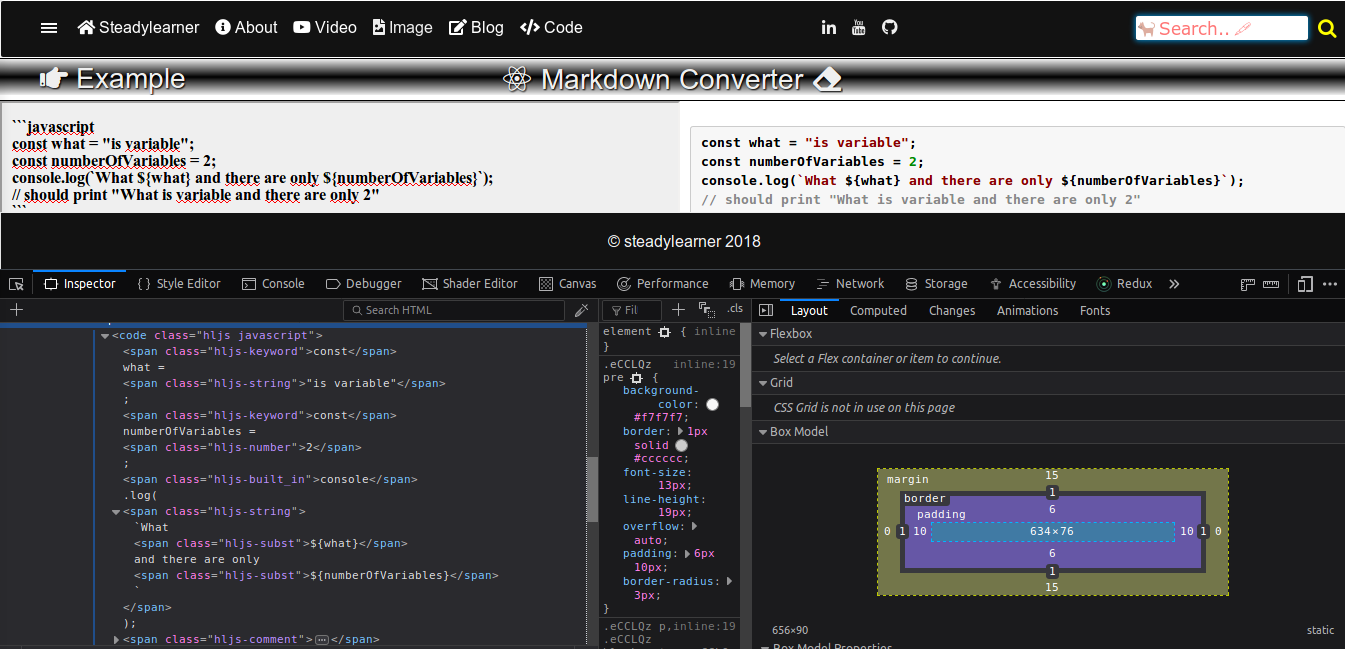 Steadylearner About Video Image Blog Code Search..
Example Markdown Converter
```javascript
const what = "is variable";
const numberOfVariables = 2;
console.log(`What ${what} and there are only ${numberOfVariables}`);
// should print "What is variable and there are only 2"
```
const what = "is variable";
const numberOfVariables = 2;
console.log(`What ${what} and there are only ${numberOfVariables}`);
// should print "What is variable and there are only 2"
© steadylearner 2018
Inspector Style Editor Console Debugger Shader Editor Canvas Performance Memory Network Storage Accessibility Redux
Search HTML
<code class="hljs javascript">
<span class="hljs-keyword">const</span>
what =
<span class="hljs-string">"is variable"</span>
;
<span class="hljs-keyword">const</span>
numberOfVariables =
<span class="hljs-number">2</span>
;
<span class="hljs-built_in">console</span>
.log(
<span class="hljs-string">
`What
<span class="hljs-subst">${what}</span>
and there are only
<span class="hljs-subst">${numberOfVariables}</span>
`
</span>
);
<span class="hljs-comment"></span>
Fil .cls
element { inline
}
.eCCLQz inline:19
pre {
background-
color:
#f7f7f7;
border: 1px
solid
#cccccc;
font-size:
13px;
line-height:
19px;
overflow:
auto;
padding: 6px
10px;
border-radius:
3px;
}
.eCCLQz p,inline:19
.eCCLQz
Layout Computed Changes Animations Fonts
Flexbox
Select a Flex container or item to continue.
Grid
CSS Grid is not in use on this page
Box Model
margin 15
border 1
padding 6
0 1 10 634×76 10 1 0
6
1
15
656×90 static
Box Model Properties